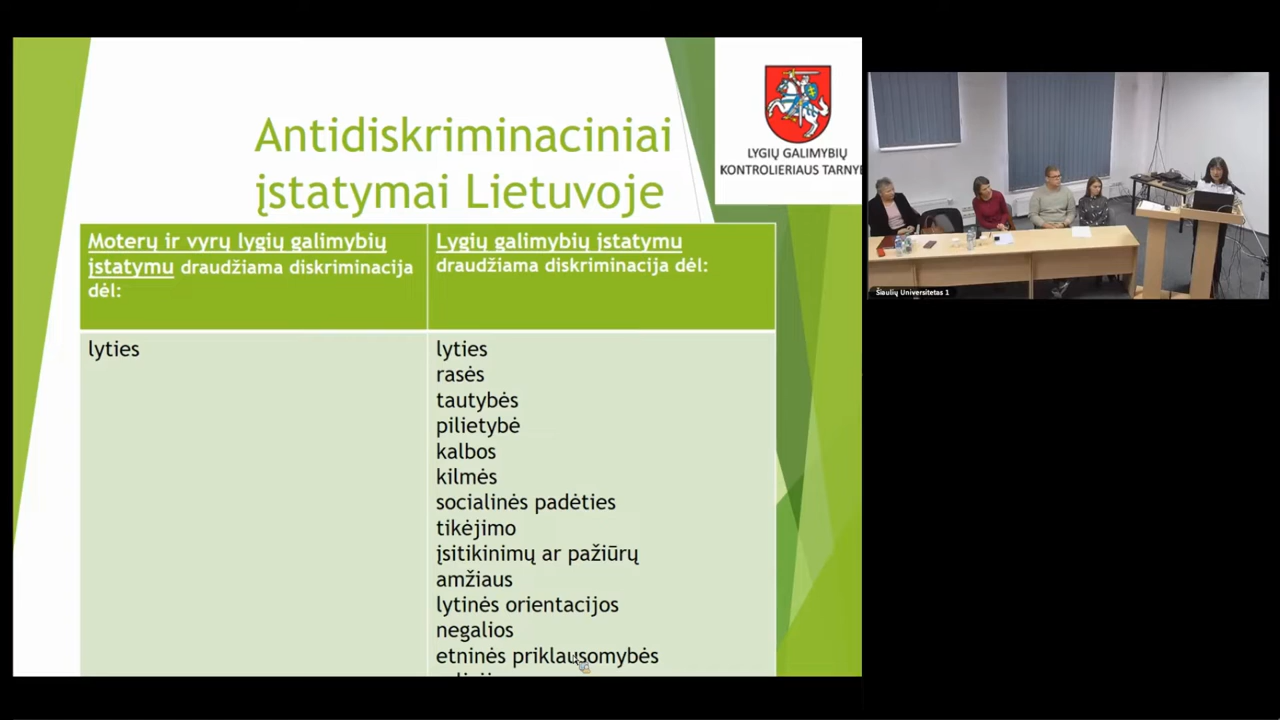 Antidiskriminaciniai
įstatymai Lietuvoje
LYGIŲ GALIMYBIŲ
KONTROLIERIAUS TARNYB
Moterų ir vyrų lygių galimybių
įstatymu draudžiama diskriminacija
dėl:
Lygių galimybių įstatymu
draudžiama diskriminacija dėl:
lyties
lyties
rasės
tautybės
pilietybė
kalbos
kilmės
socialinės padėties
tikėjimo
įsitikinimų ar pažiūrų
amžiaus
lytinės orientacijos
negalios
etninės priklausomybės
Šiaulių Universitetas 1